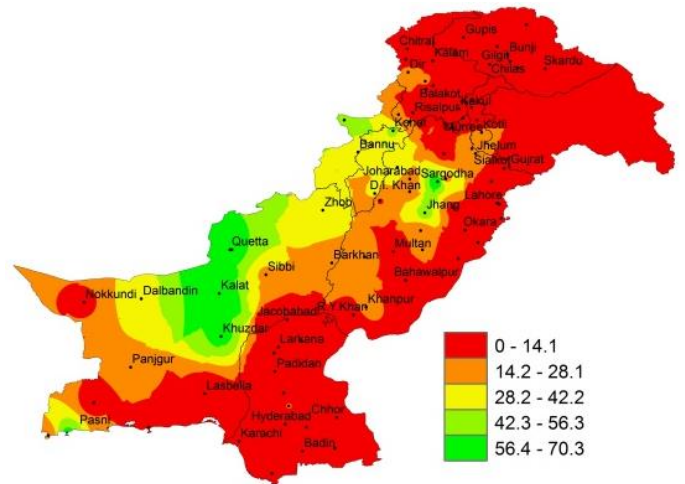 Gupis
Chitral
Kalam
Gilgit
Bunji
Chilas
Skardu
Dir
Balakot
Risalpur
Kakul
Murree
Kotli
Kohat
Bannu
Jhelum
Sialkot
Gujrat
Joharabad
Sargodha
D.I. Khan
Lahore
Zhob
Jhang
Okara
Quetta
Multan
Barkhan
Sibbi
Bahawalpur
Nokkundi
Dalbandin
Kalat
Khanpur
R.Y.Khan
Jacobabad
Khuzdar
Larkana
Panjgur
Padidan
Lasbella
Pasni
Hyderabad
Chhor
Karachi
Badin
0 - 14.1
14.2 - 28.1
28.2 - 42.2
42.3 - 56.3
56.4 - 70.3